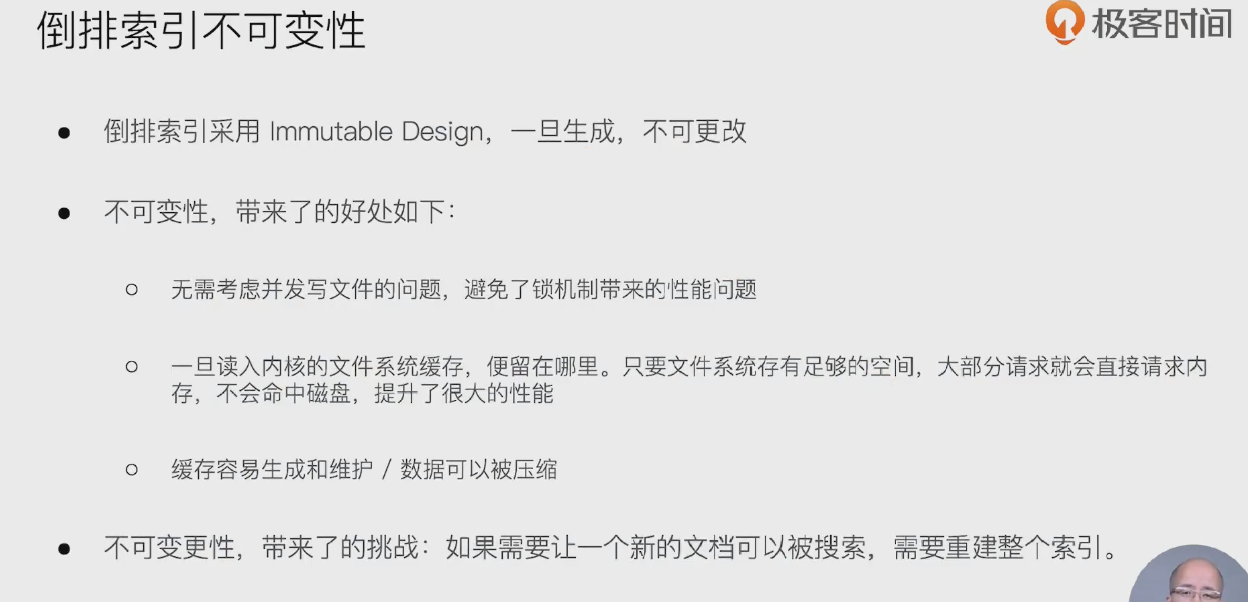 倒排索引不可变性
极客时间
倒排索引采用 Immutable Design，一旦生成，不可更改
不可变性，带来了的好处如下：
无需考虑并发写文件的问题，避免了锁机制带来的性能问题
一旦读入内核的文件系统缓存，便留在哪里。只要文件系统存有足够的空间，大部分请求就会直接请求内
存，不会命中磁盘，提升了很大的性能
缓存容易生成和维护 / 数据可以被压缩
不可变更性，带来了的挑战：如果需要让一个新的文档可以被搜索，需要重建整个索引。